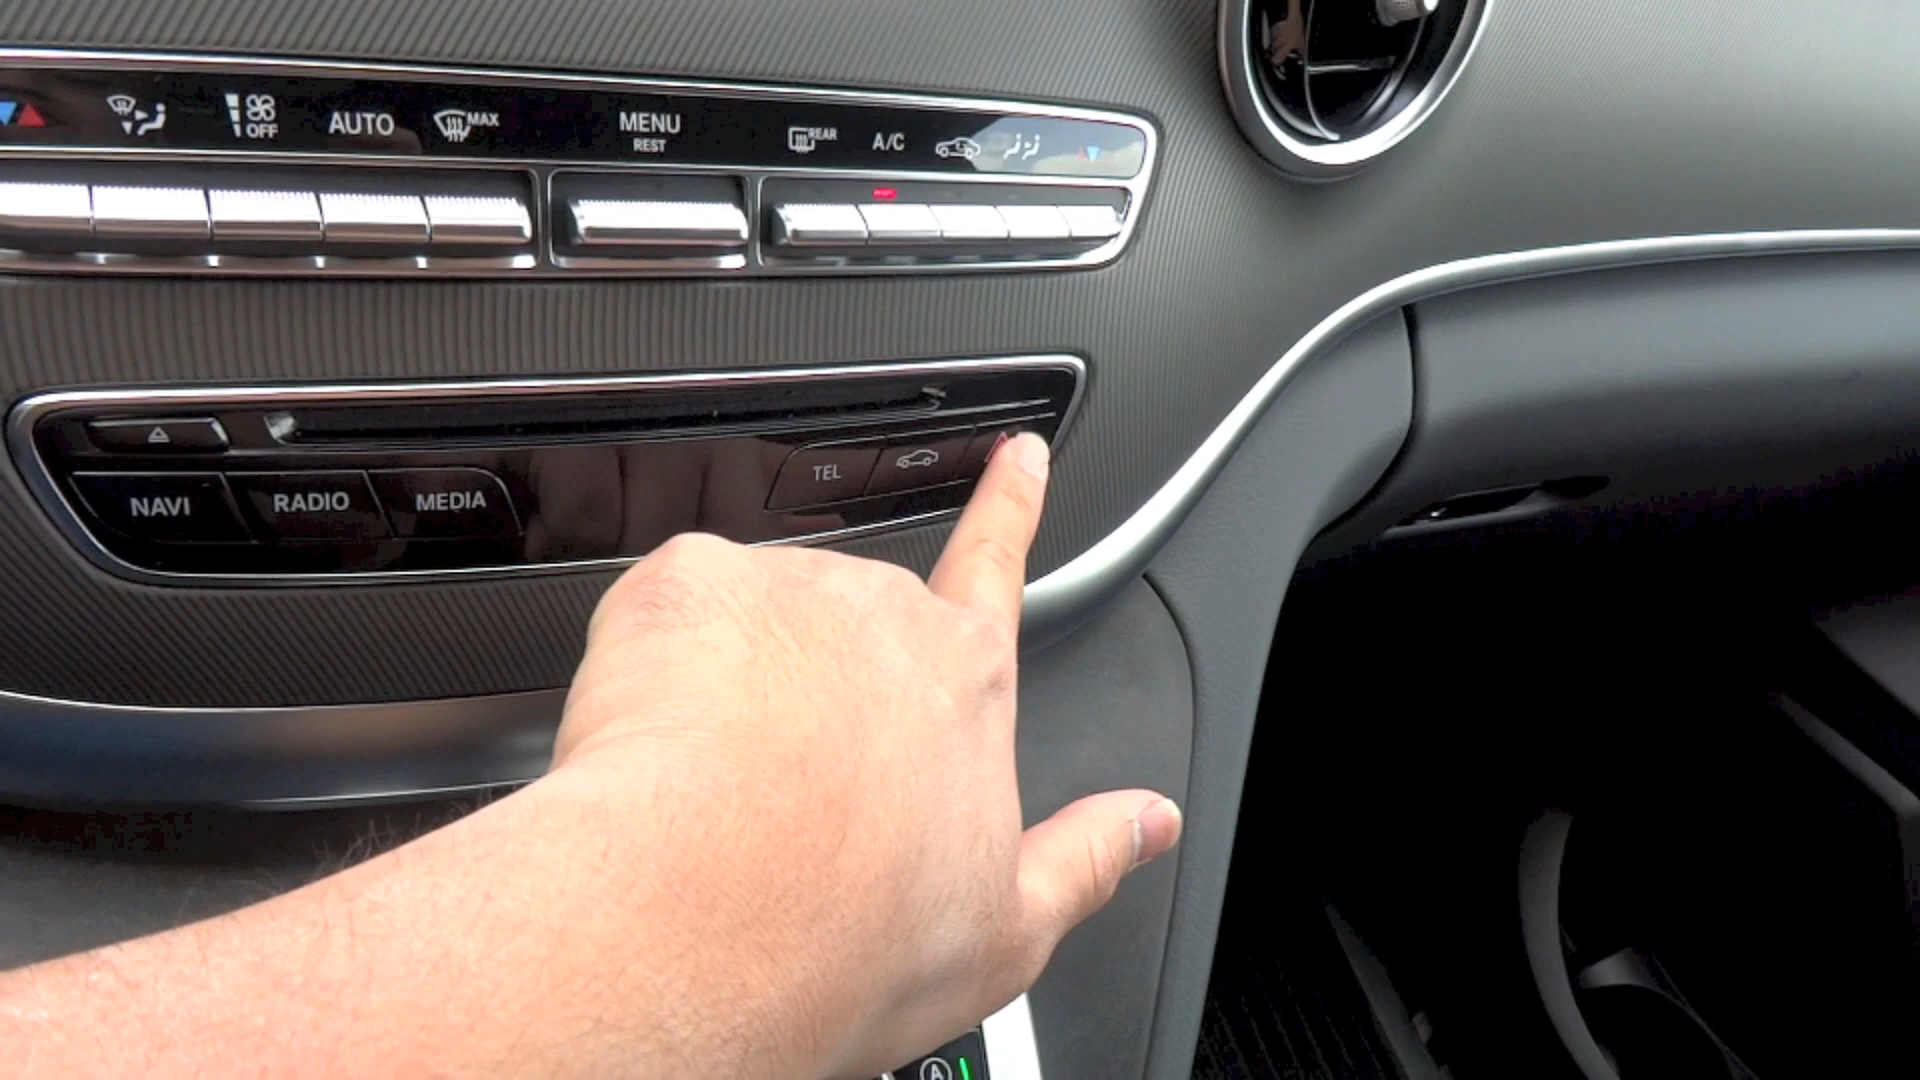 OFF
AUTO
MAX
MENU
REST
REAR
A/C
NAVI
RADIO
MEDIA
TEL
A